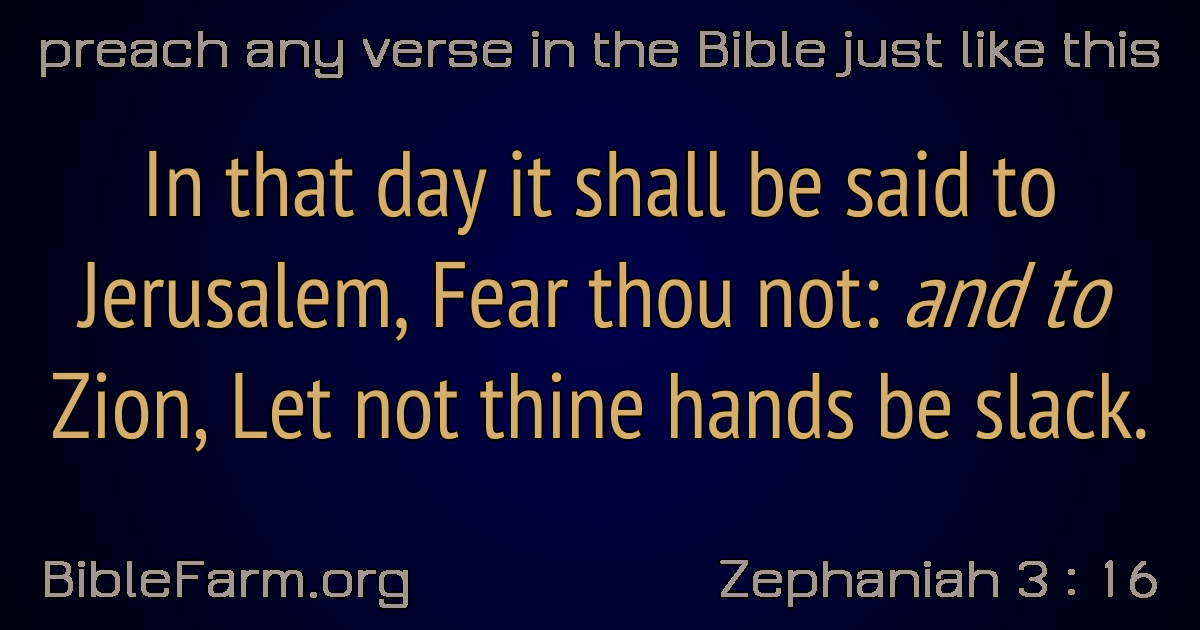 preach any verse in the Bible just like this
In that day it shall be said to
Jerusalem, Fear thou not: and to
Zion, Let not thine hands be slack.
BibleFarm.org
Zephaniah 3 : 16